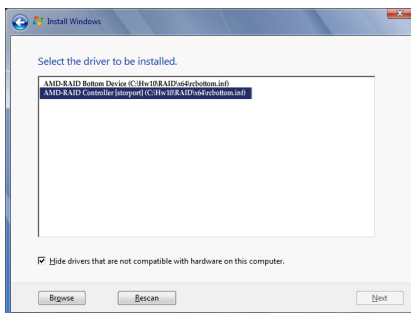 Install Windows
Select the driver to be installed.
AMD-RAID Bottom Device (C:\Hw10\RAID\x64\rcbottom.inf)
AMD-RAID Controller [storport] (C:\Hw10\RAID\x64\rcbottom.inf)
Hide drivers that are not compatible with hardware on this computer.
Browse
Rescan
Next